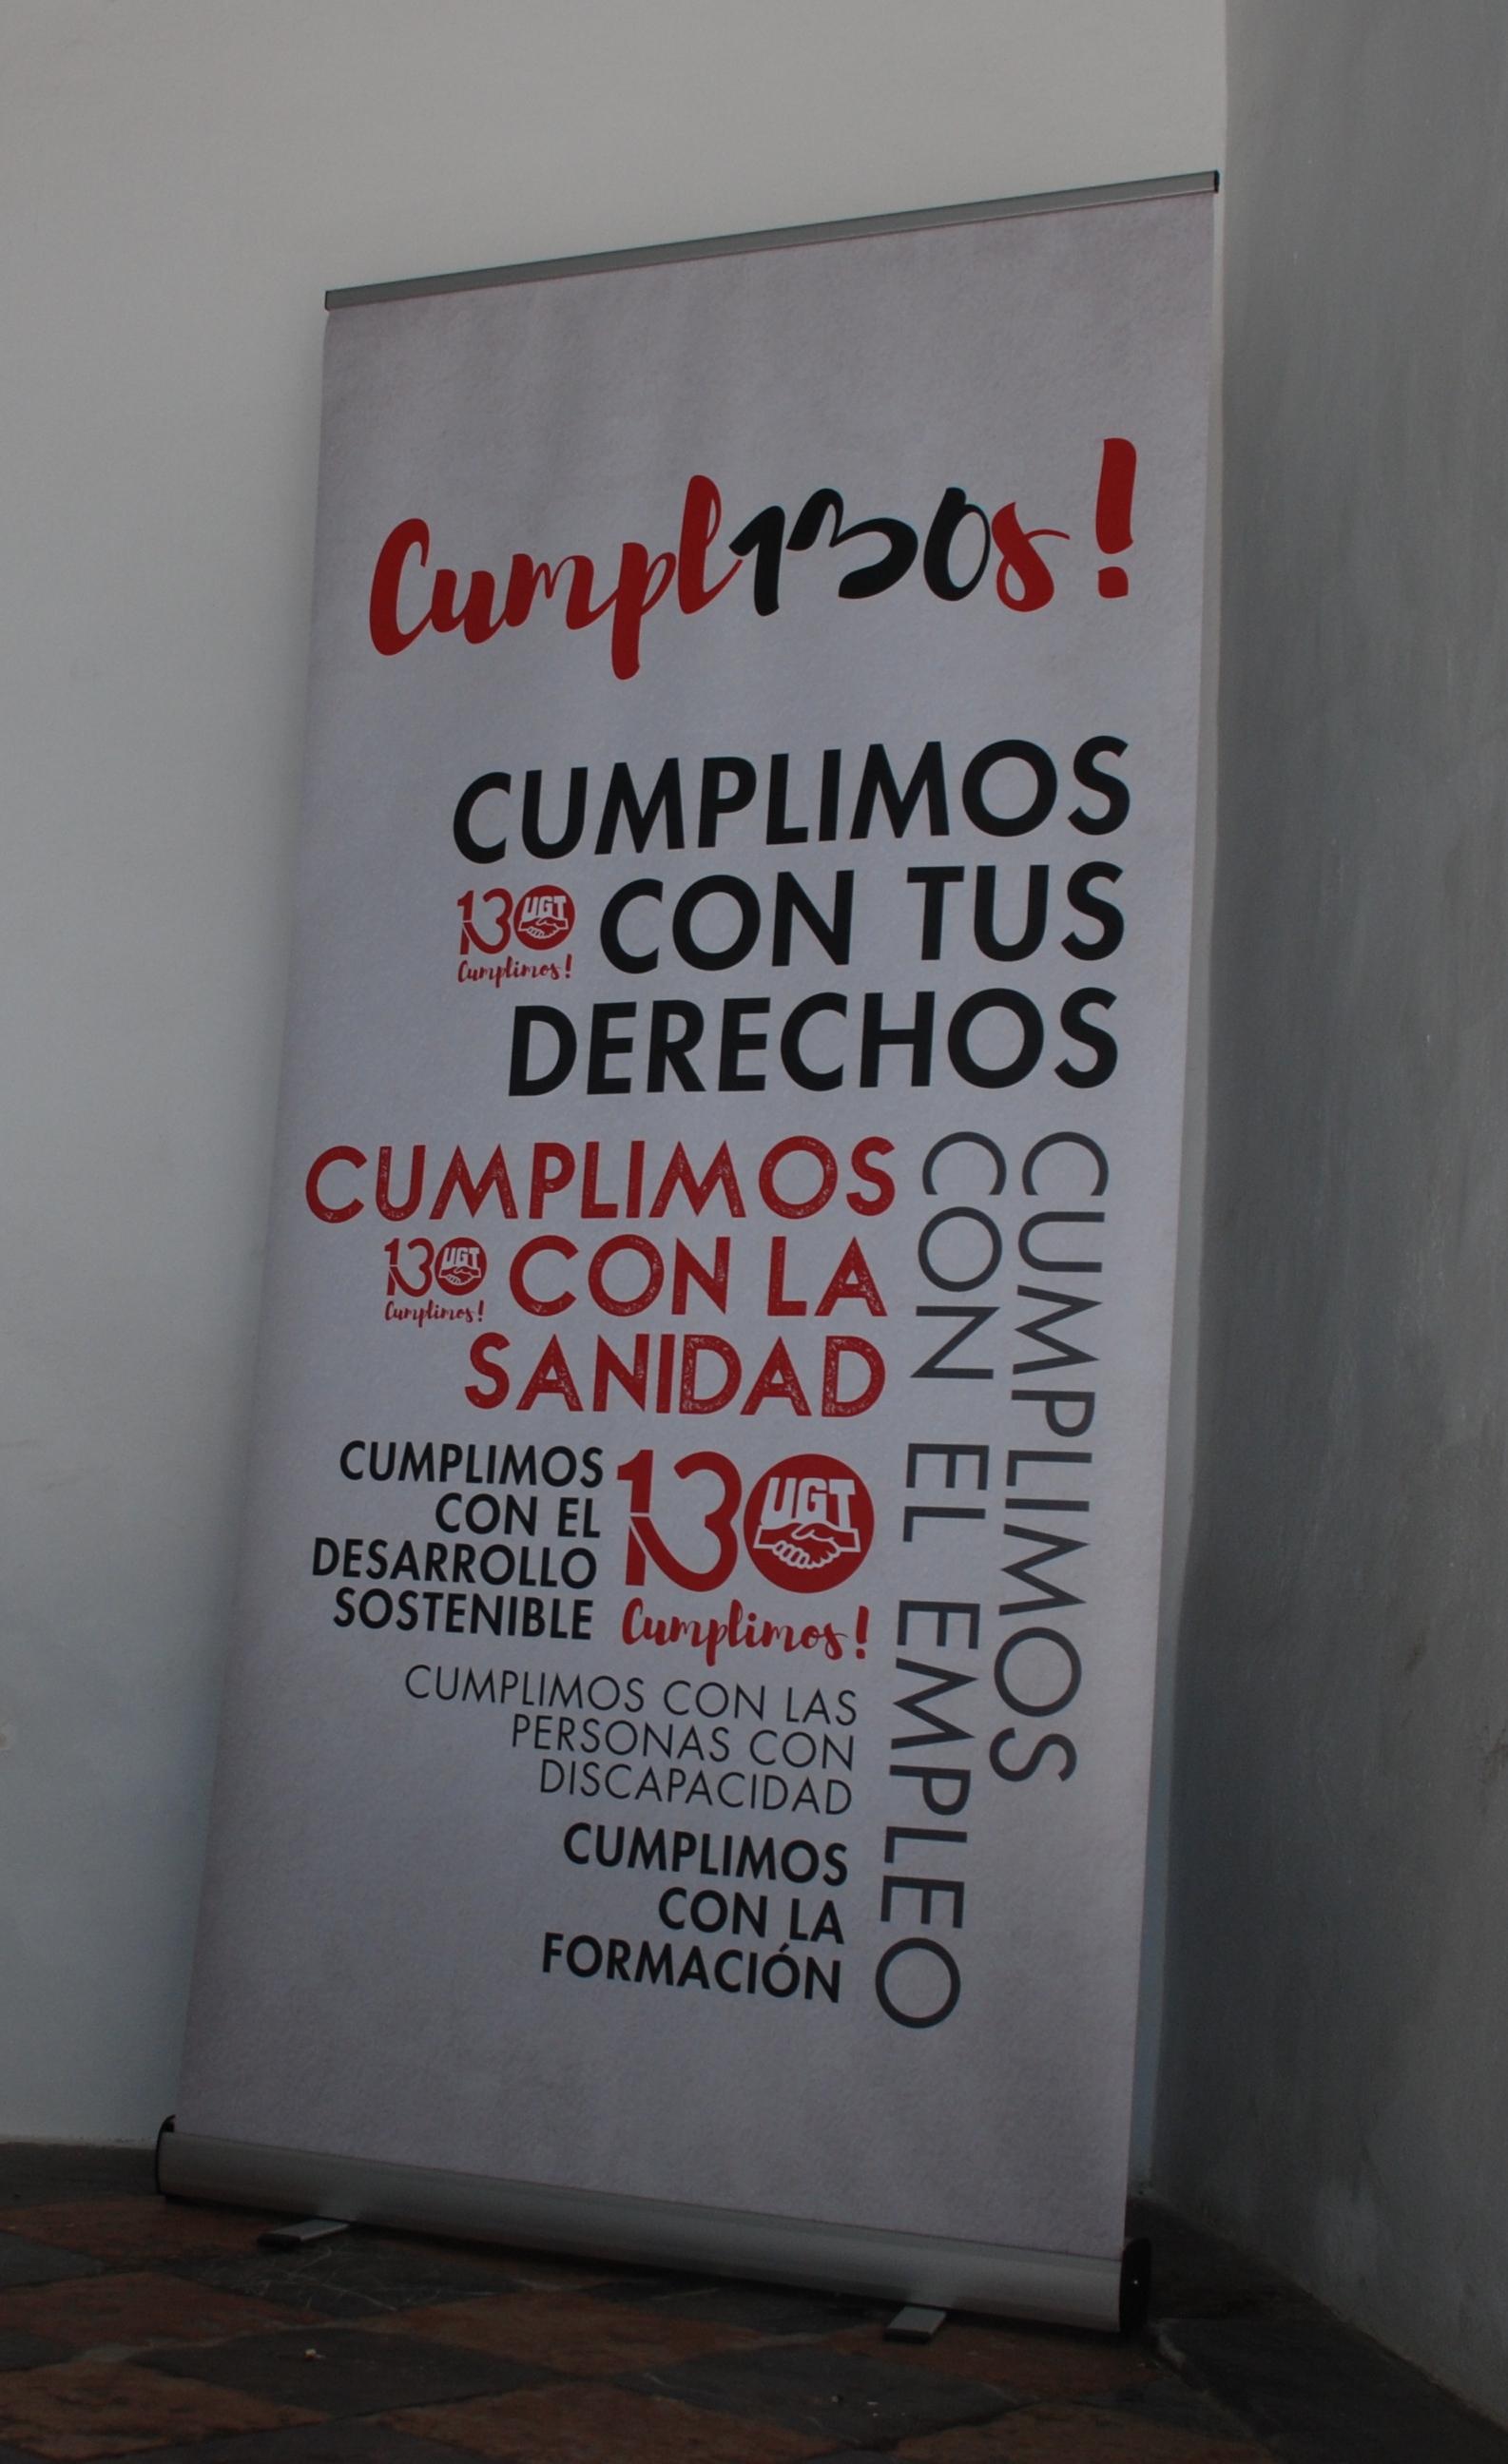 Cumpl130s!
CUMPLIMOS
130 UGT
Cumplimos!
CON TUS
DERECHOS
CUMPLIMOS
130 UGT
Cumplimos!
CON LA
SANIDAD
CUMPLIMOS
CON EL EMPLEO
CUMPLIMOS
CON EL
DESARROLLO
SOSTENIBLE
130 UGT
Cumplimos!
CUMPLIMOS CON LAS
PERSONAS CON
DISCAPACIDAD
CUMPLIMOS
CON LA
FORMACIÓN